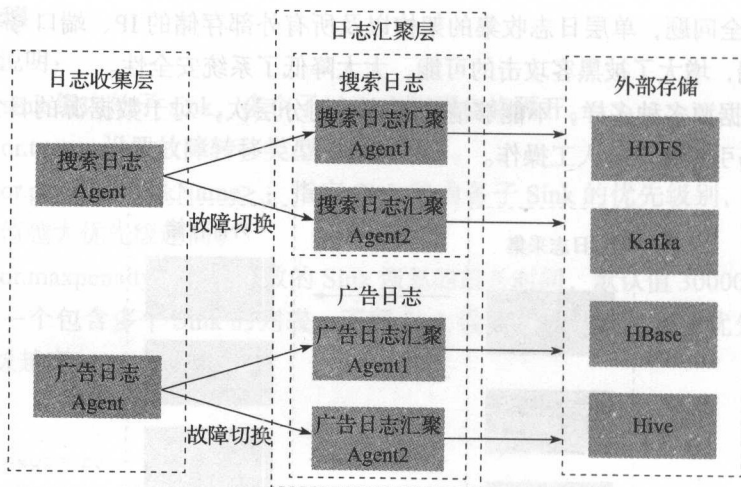 日志汇聚层
日志收集层
搜索日志
外部存储
搜索日志
Agent
搜索日志汇聚
Agent1
HDFS
故障切换
搜索日志汇聚
Agent2
Kafka
广告日志
广告日志
Agent
广告日志汇聚
Agent1
HBase
故障切换
广告日志汇聚
Agent2
Hive